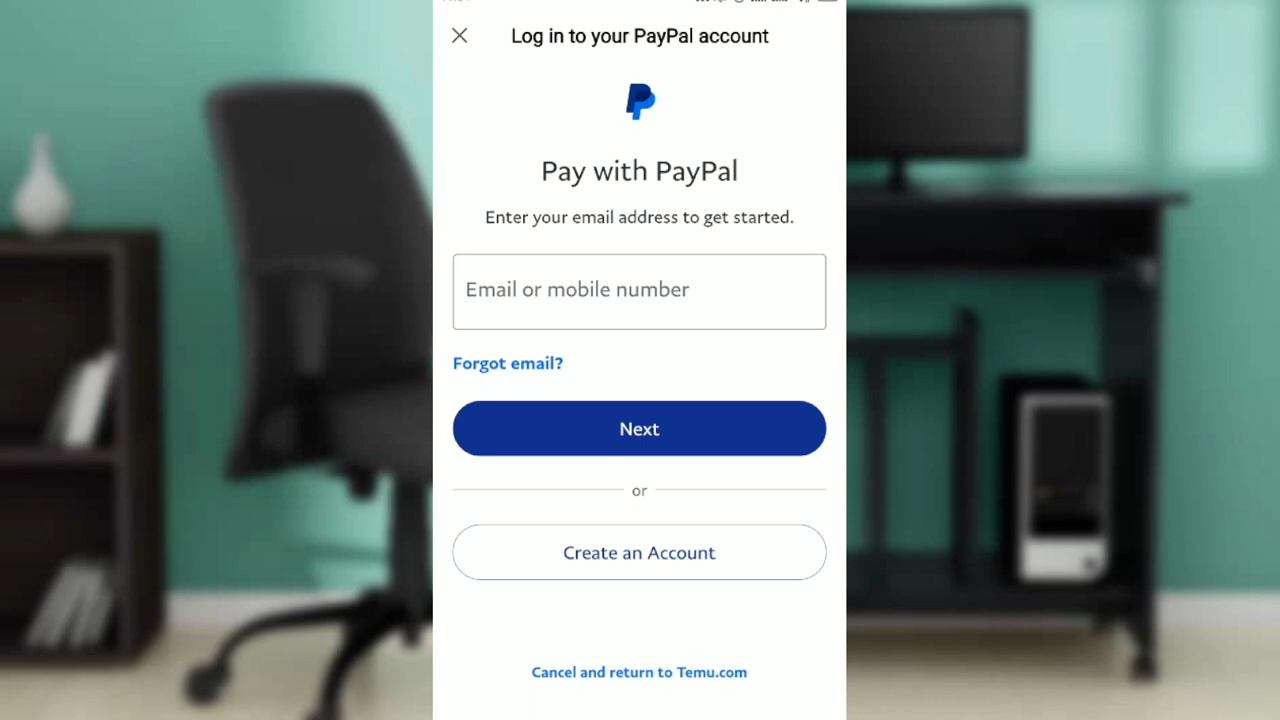 Log in to your PayPal account
Pay with PayPal
Enter your email address to get started.
Email or mobile number
Forgot email?
Next
or
Create an Account
Cancel and return to Temu.com